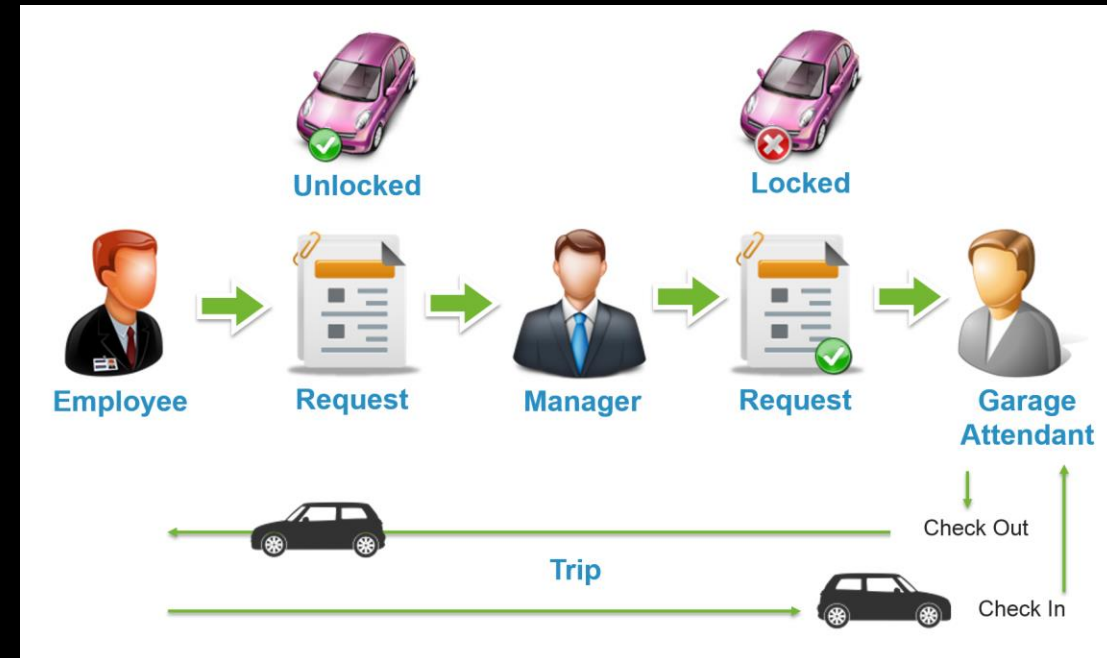 Unlocked
Locked
Employee
Request
Manager
Request
Garage
Attendant
Check Out
Trip
Check In